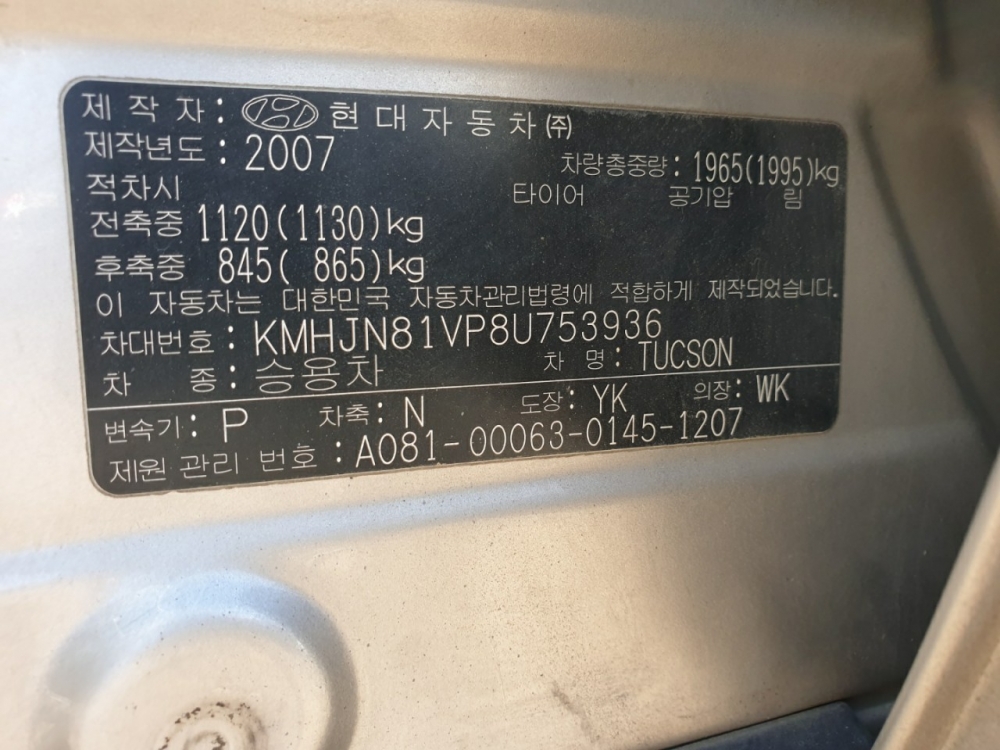 제 작 자 : 현 대 자 동 차 ㈜
제작년도 : 2007 차량총중량 : 1965(1995)kg
적차시 타이어 공기압 림
전축중 1120(1130)kg
후축중 845( 865)kg
이 자동차는 대한민국 자동차관리법령에 적합하게 제작되었습니다.
차대번호 : KMHJN81VP8U753936
차 종 : 승용차 차 명 : TUCSON
변속기 : P 차축 : N 도장 : YK 의장 : WK
제원 관리 번호 : A081-00063-0145-1207